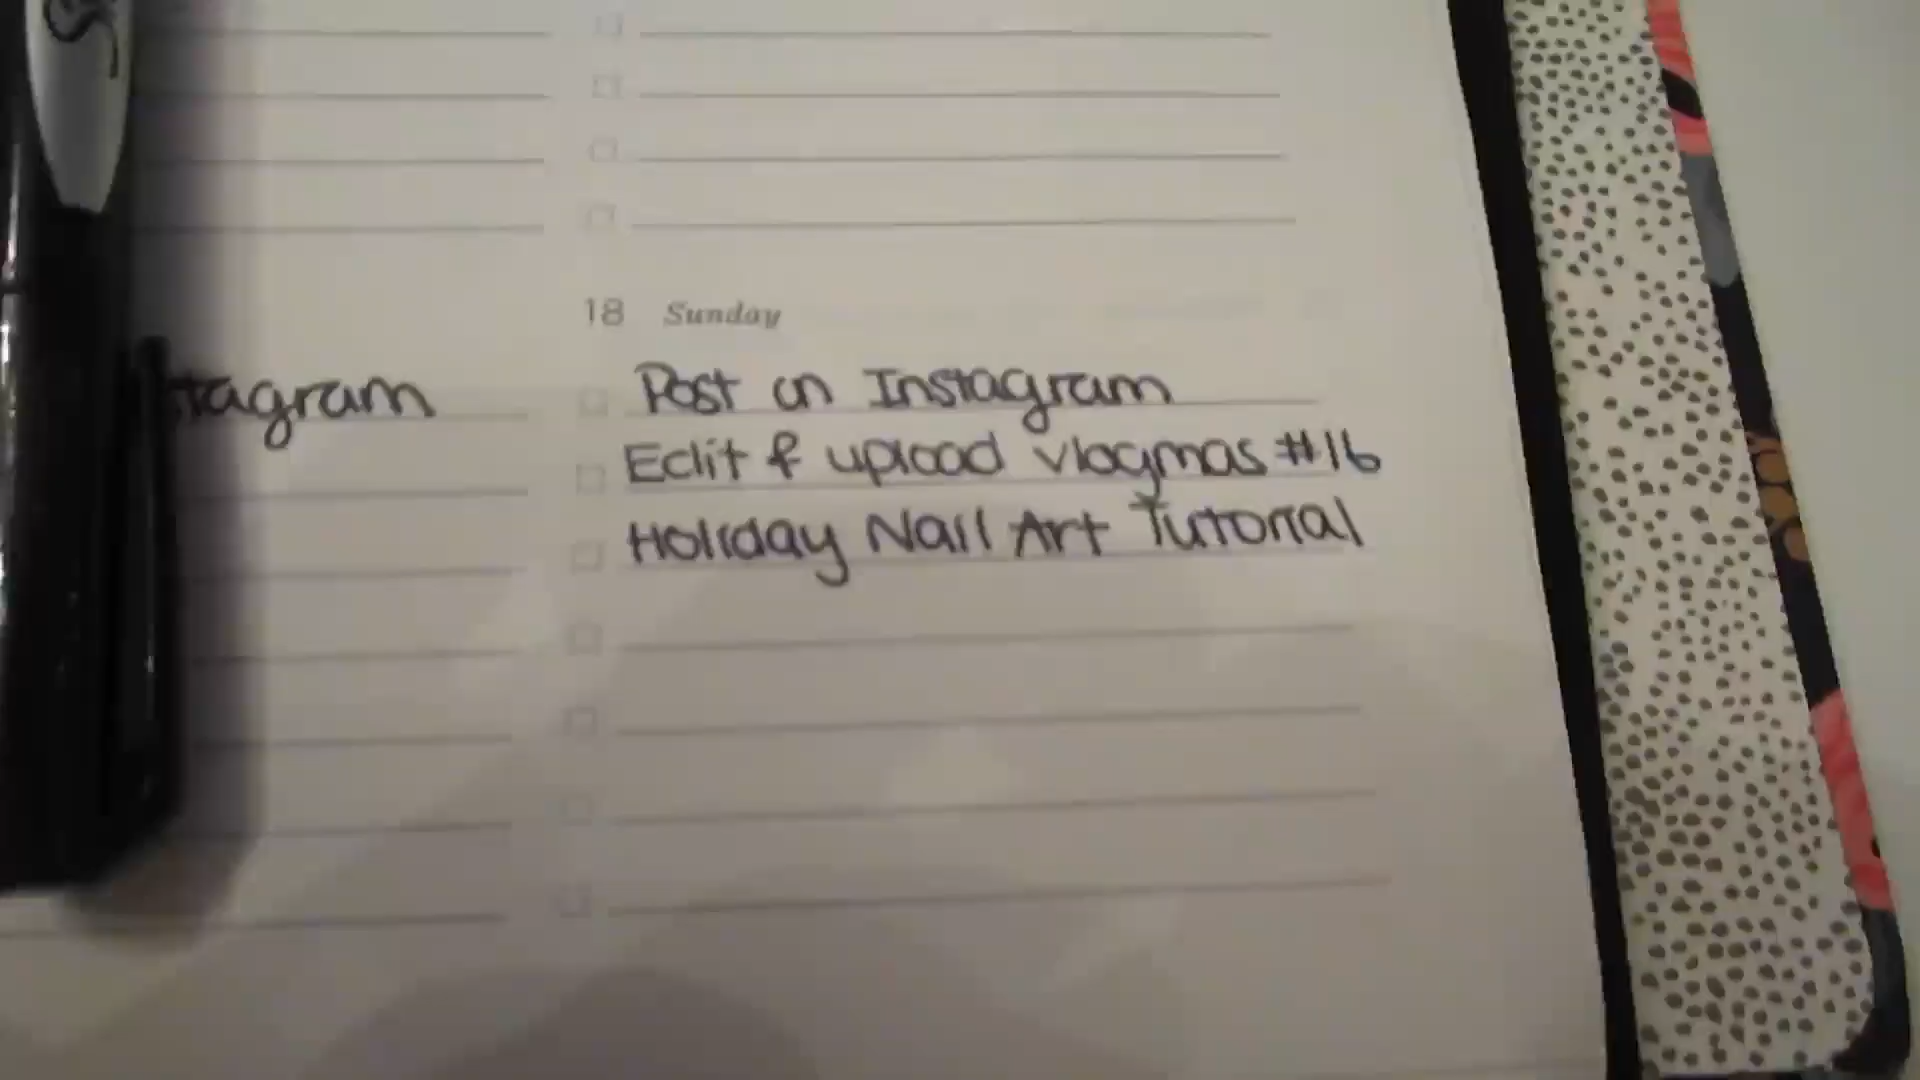 18 Sunday
tagram
Post on Instagram
Edit & upload vlogmas #16
Holiday Nail Art Tutorial